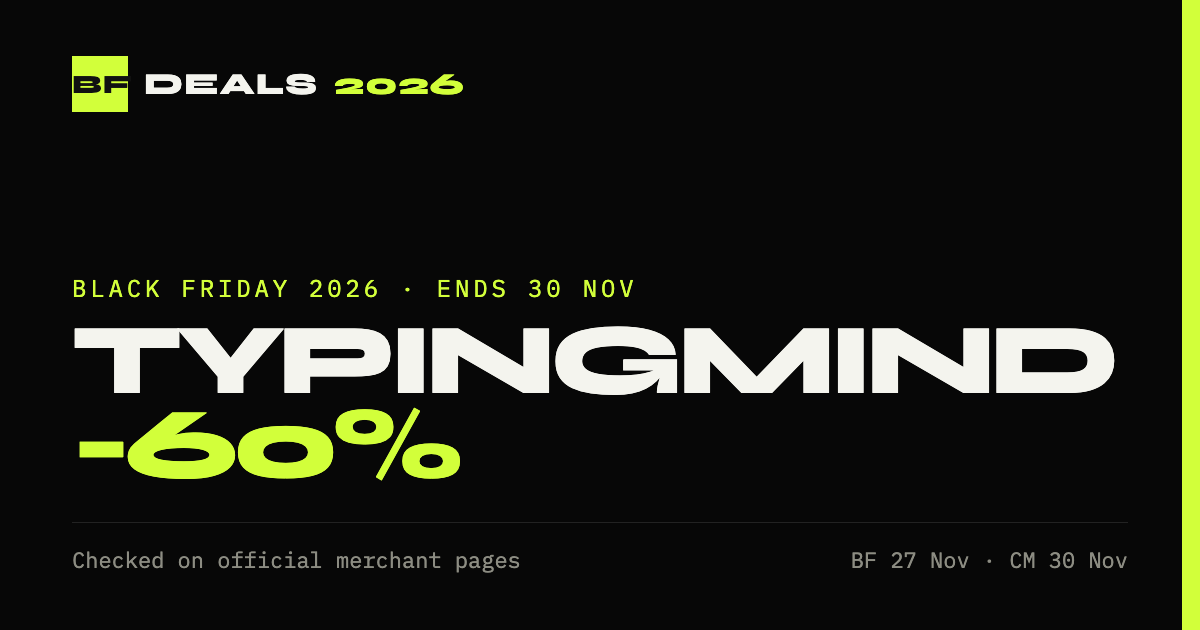 BF DEALS 2026
BLACK FRIDAY 2026 · ENDS 30 NOV
TYPINGMIND
-60%
Checked on official merchant pages
BF 27 Nov · CM 30 Nov